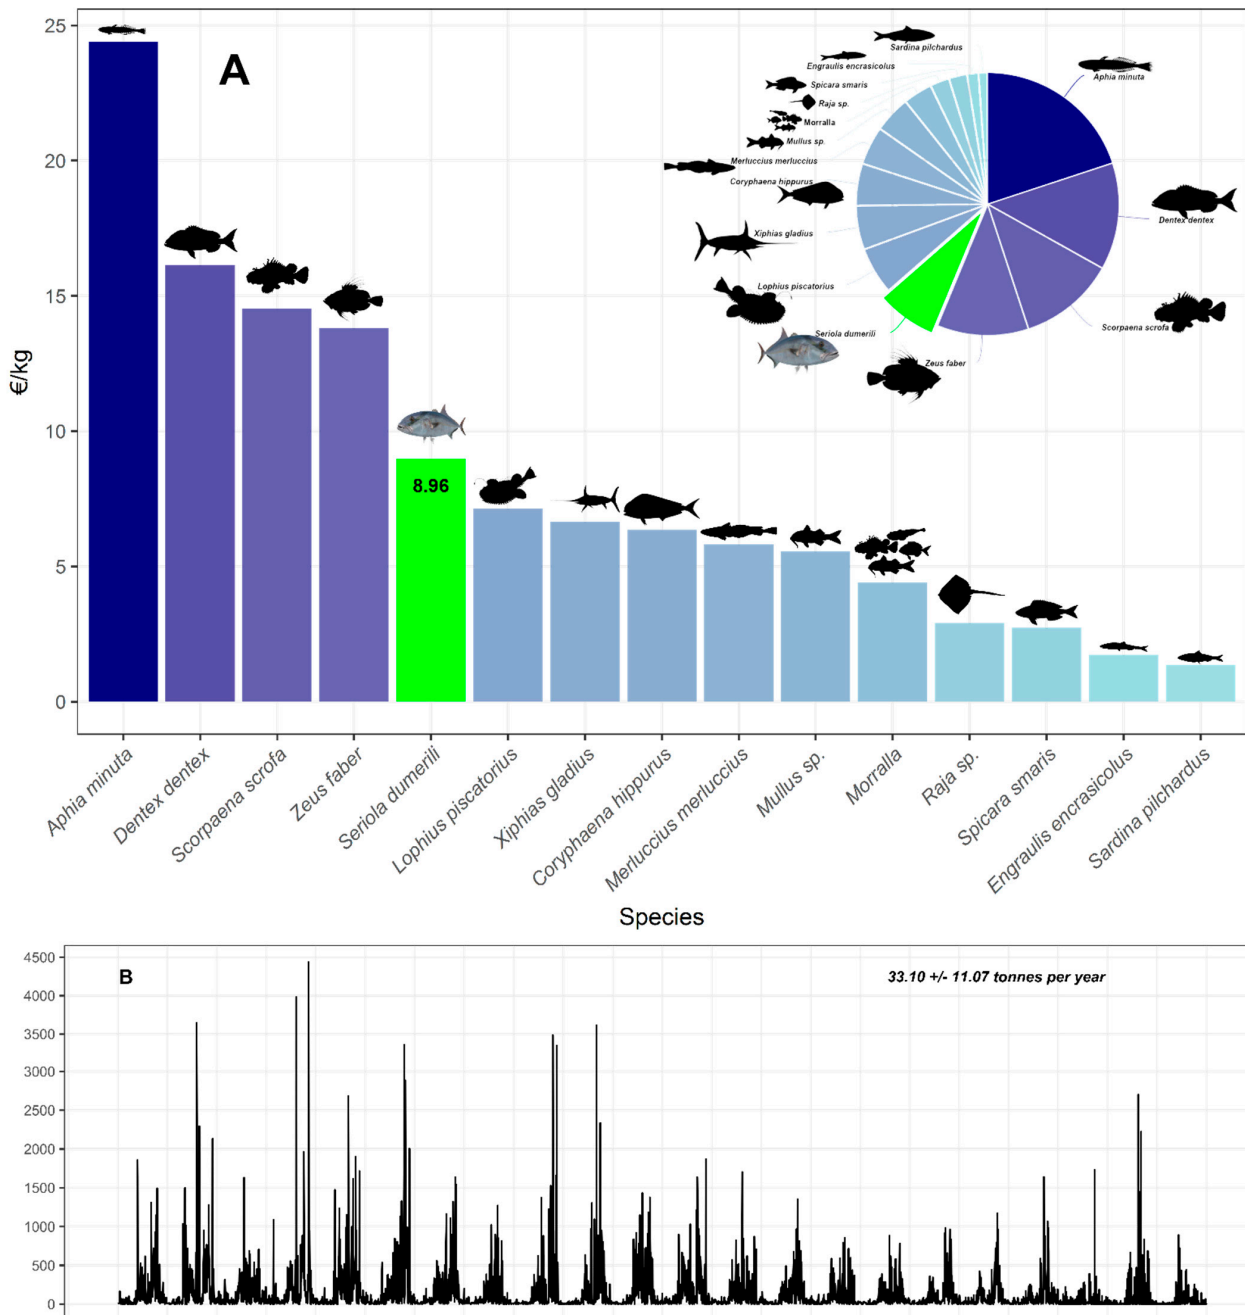 A
25
20
15
10
5
0
€/kg
8.96
Sardina pilchardus
Engraulis encrasicolus
Spicara smaris
Raja sp.
Morralla
Mullus sp.
Merluccius merluccius
Coryphaena hippurus
Xiphias gladius
Lophius piscatorius
Seriola dumerili
Zeus faber
Scorpaena scrofa
Dentex dentex
Aphia minuta
Aphia minuta
Dentex dentex
Scorpaena scrofa
Zeus faber
Seriola dumerili
Lophius piscatorius
Xiphias gladius
Coryphaena hippurus
Merluccius merluccius
Mullus sp.
Morralla
Raja sp.
Spicara smaris
Engraulis encrasicolus
Sardina pilchardus
Species
B
33.10 +/- 11.07 tonnes per year
4500
4000
3500
3000
2500
2000
1500
1000
500
0